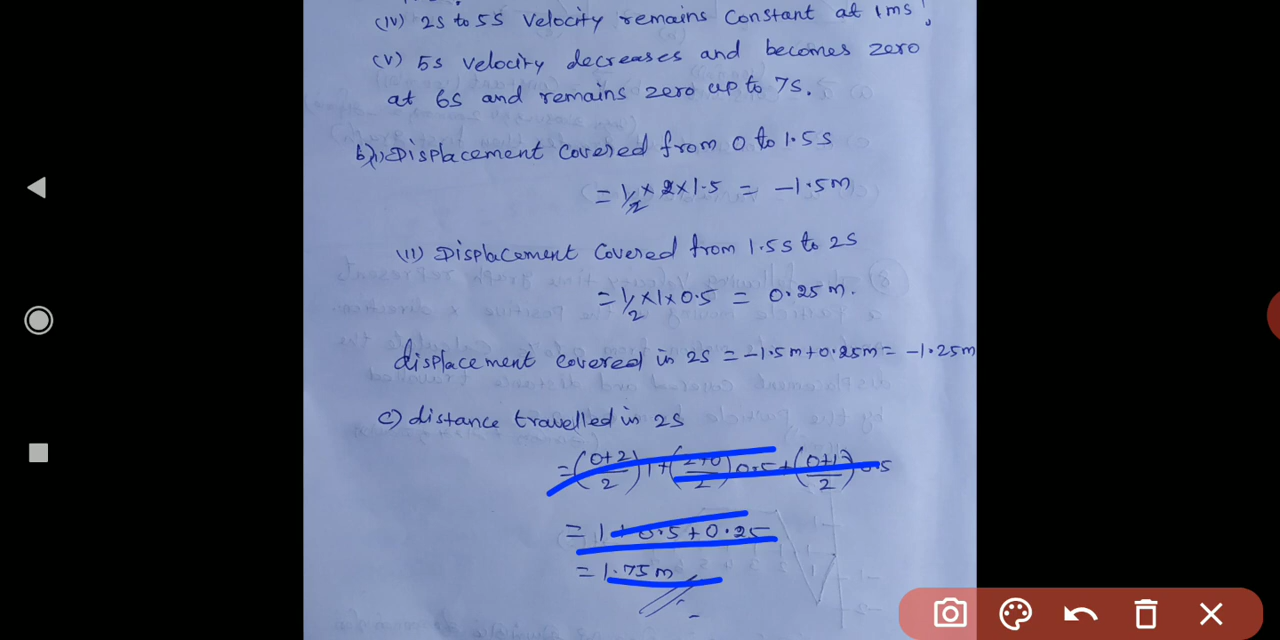 (IV) 2s to 5s Velocity remains Constant at 1ms
(V) 5s velocity decreases and becomes zero
at 6s and remains zero up to 7s.
b)(i) Displacement Covered from 0 to 1.5s
= 1/2 × 2 × 1.5 = -1.5m
(II) Displacement Covered from 1.5s to 2s
= 1/2 × 1 × 0.5 = 0.25m.
displacement covered in 2s = -1.5m + 0.25m = -1.25m
c) distance travelled in 2s
= (0+2/2) 1 + (2+0/2) 0.5 + (0+1/2) 0.5
= 1 + 0.5 + 0.25
= 1.75m